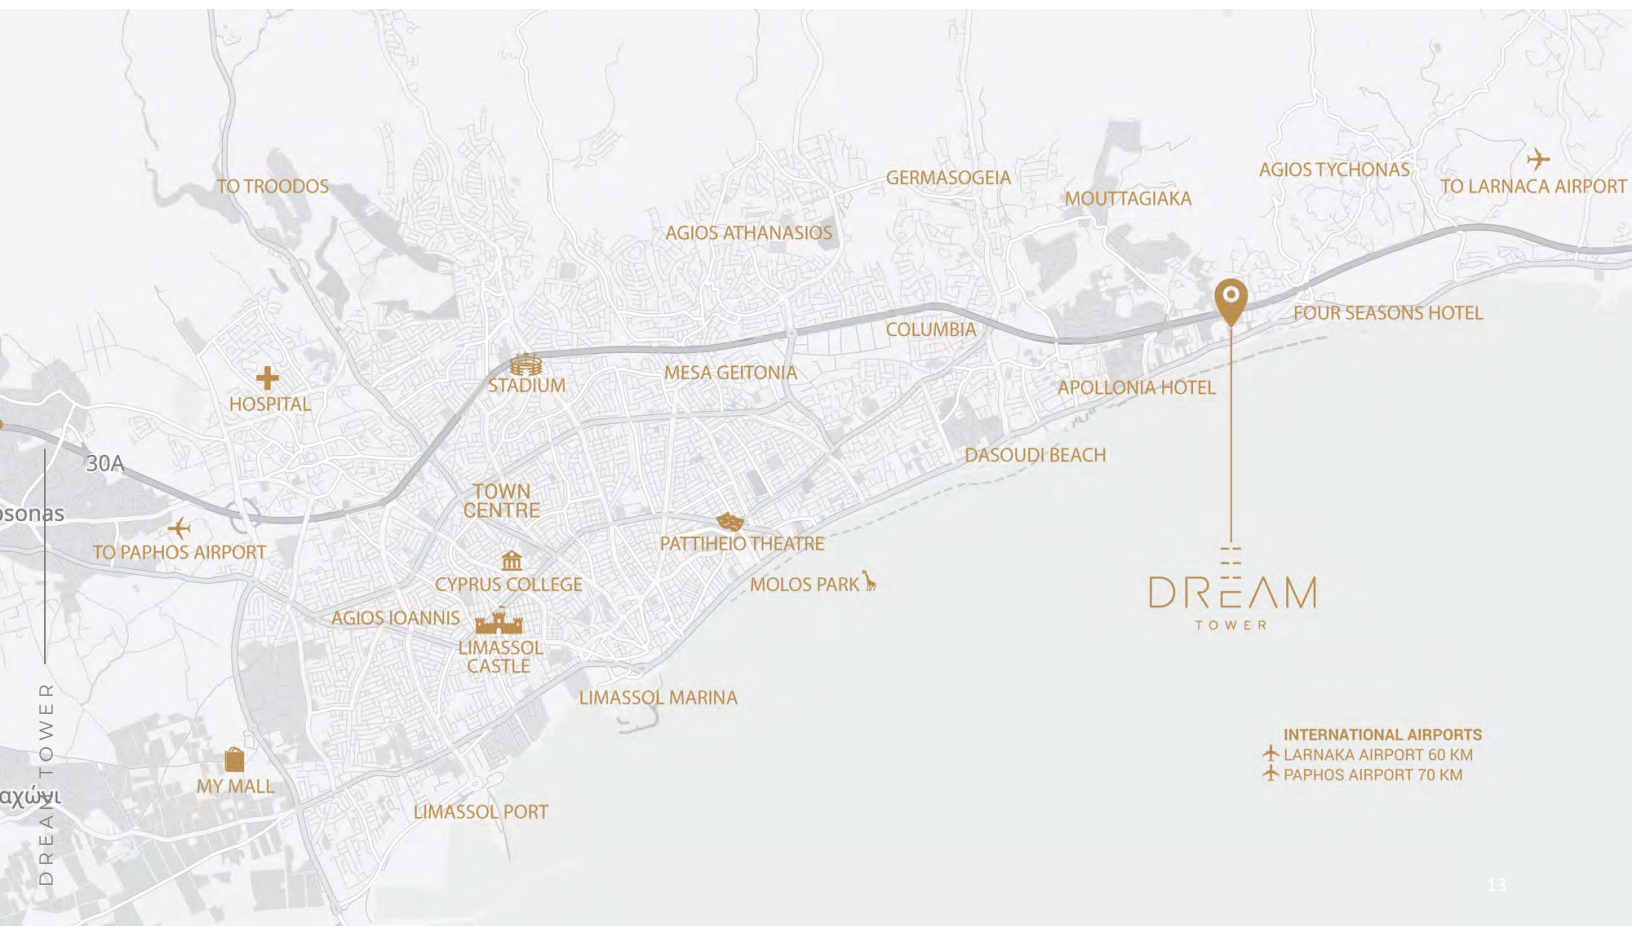 GERMASOGEIA
AGIOS TYCHONAS
TO TROODOS
TO LARNACA AIRPORT
MOUTTAGIAKA
AGIOS ATHANASIOS
FOUR SEASONS HOTEL
COLUMBIA
MESA GEITONIA
STADIUM
APOLLONIA HOTEL
HOSPITAL
DASOUDI BEACH
30A
TOWN
CENTRE
osonas
TO PAPHOS AIRPORT
PATTIHEIO THEATRE
CYPRUS COLLEGE
MOLOS PARK
DREAM
TOWER
AGIOS IOANNIS
LIMASSOL
CASTLE
LIMASSOL MARINA
INTERNATIONAL AIRPORTS
LARNAKA AIRPORT 60 KM
PAPHOS AIRPORT 70 KM
MY MALL
αχώνι
LIMASSOL PORT
DREAM TOWER
13